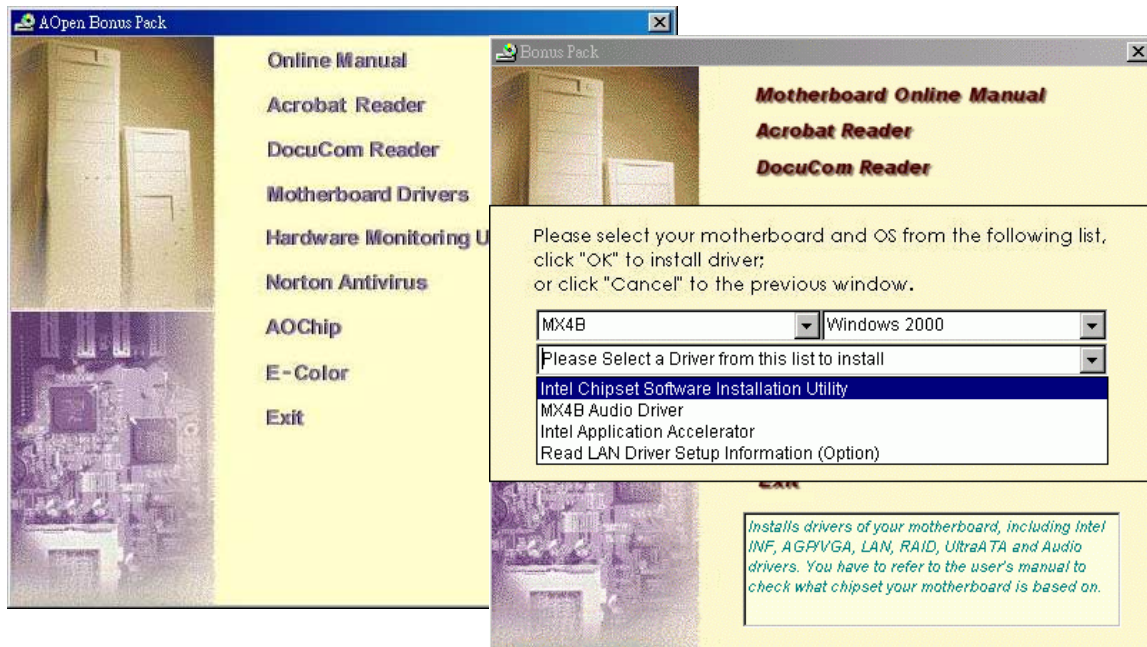 AOpen Bonus Pack
Online Manual
Acrobat Reader
DocuCom Reader
Motherboard Drivers
Hardware Monitoring U
Norton Antivirus
AOChip
E-Color
Exit
Bonus Pack
Motherboard Online Manual
Acrobat Reader
DocuCom Reader
Please select your motherboard and OS from the following list,
click "OK" to install driver;
or click "Cancel" to the previous window.
MX4B Windows 2000
Please Select a Driver from this list to install
Intel Chipset Software Installation Utility
MX4B Audio Driver
Intel Application Accelerator
Read LAN Driver Setup Information (Option)
Exit
Installs drivers of your motherboard, including Intel
INF, AGP/VGA, LAN, RAID, UltraATA and Audio
drivers. You have to refer to the user's manual to
check what chipset your motherboard is based on.